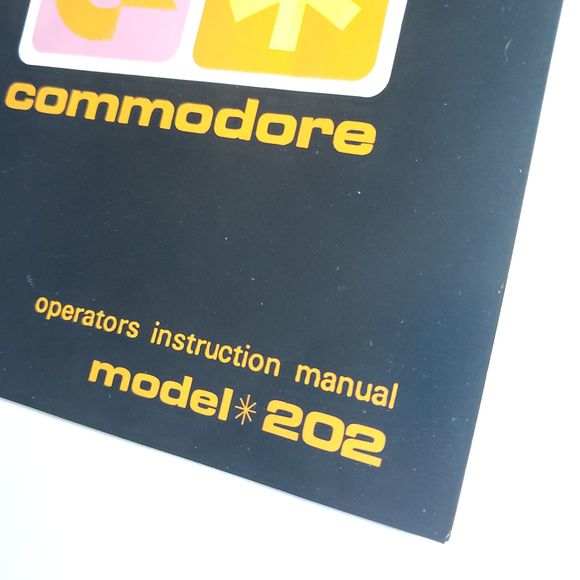 commodore
operators instruction manual
model*202